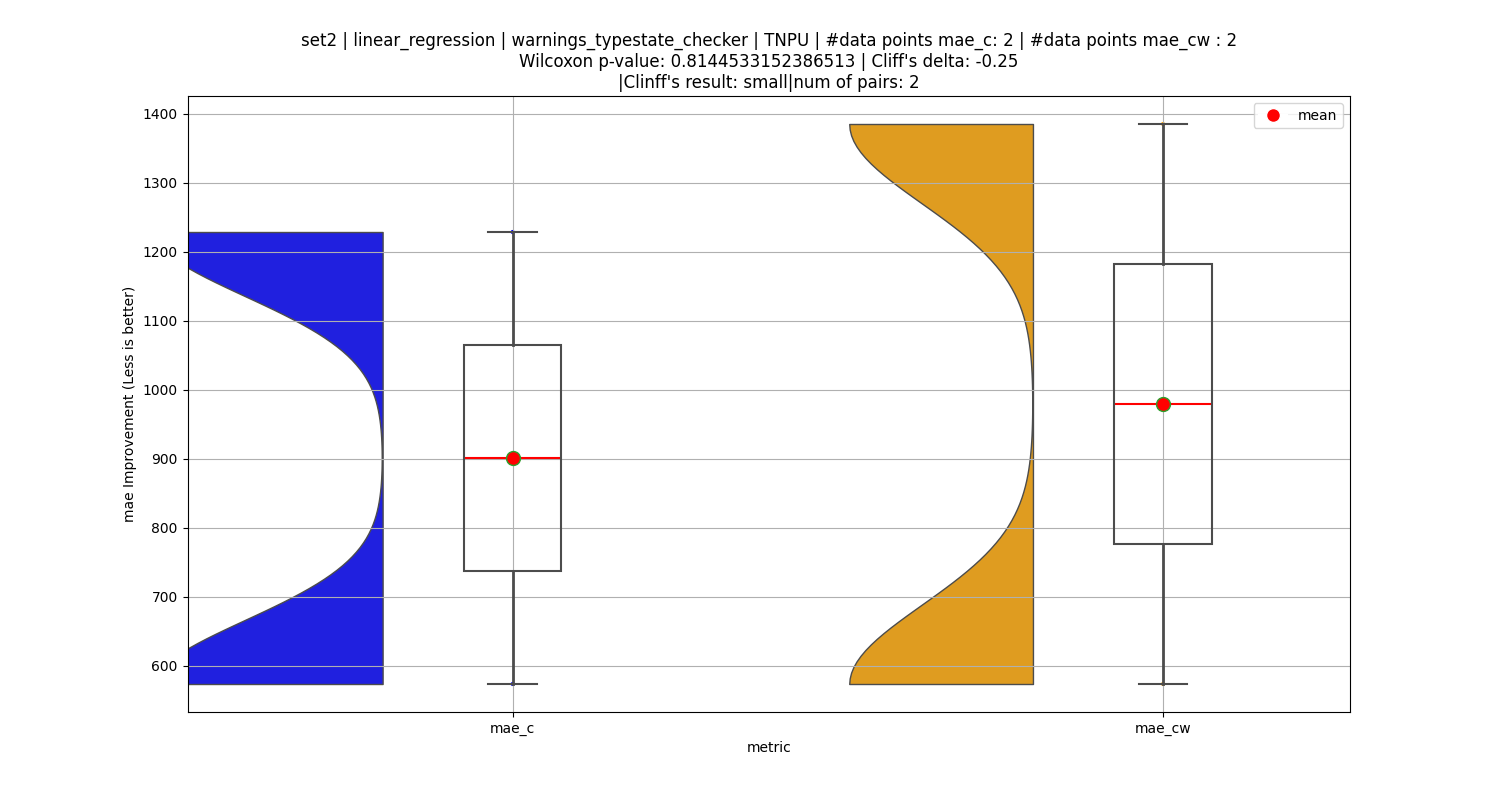 set2 | linear_regression | warnings_typestate_checker | TNPU | #data points mae_c: 2 | #data points mae_cw : 2
Wilcoxon p-value: 0.8144533152386513 | Cliff's delta: -0.25
|Clinff's result: small|num of pairs: 2
mean
mae Improvement (Less is better)
1400
1300
1200
1100
1000
900
800
700
600
mae_c
mae_cw
metric